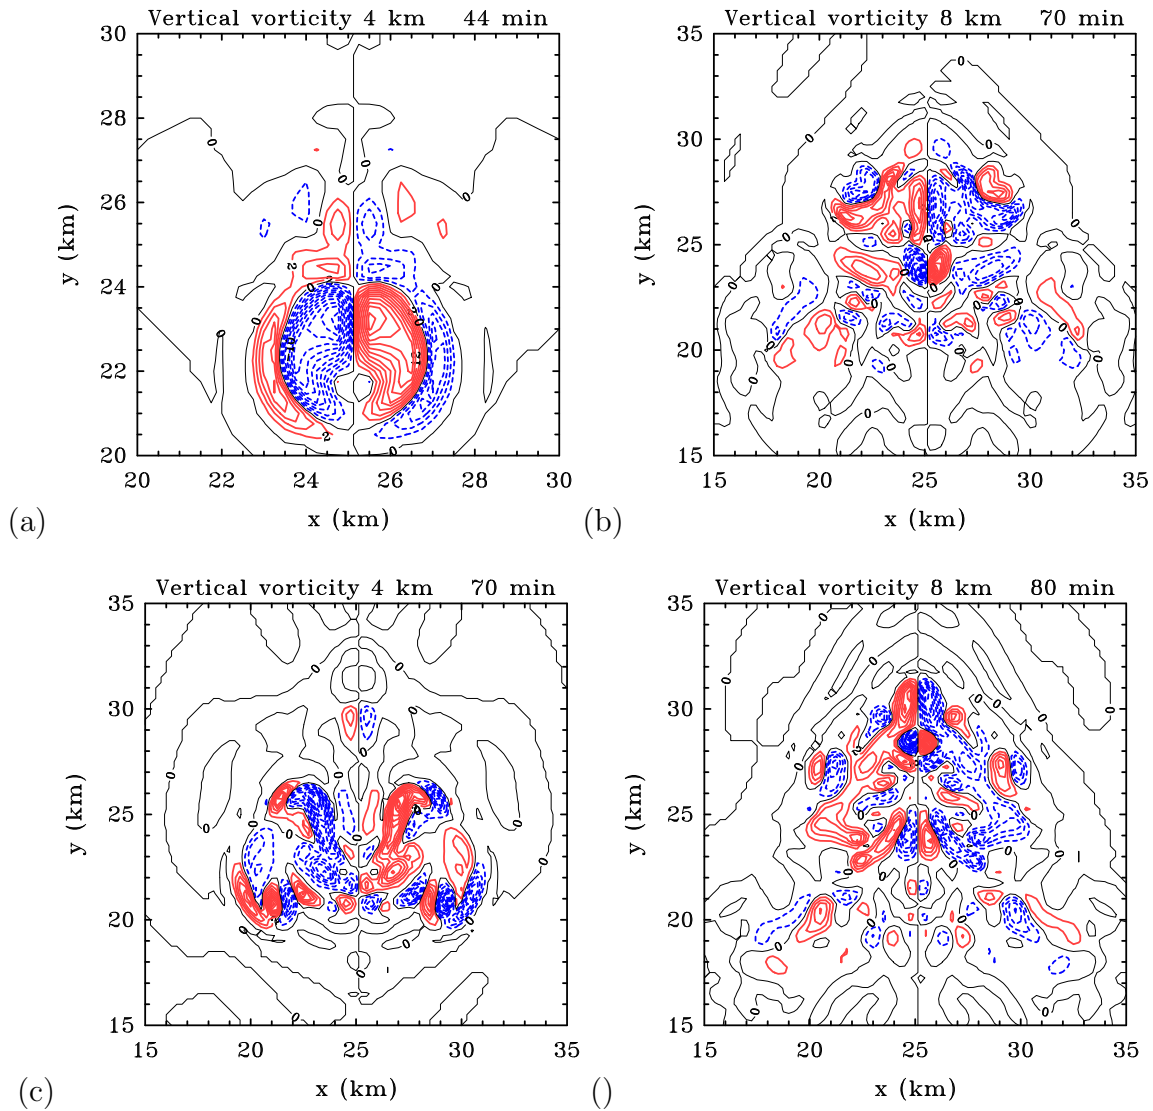 Vertical vorticity 4 km 44 min
30
28
26
24
22
20
y (km)
20 22 24 26 28 30
x (km)
(a)
Vertical vorticity 8 km 70 min
35
30
25
20
15
y (km)
15 20 25 30 35
x (km)
(b)
Vertical vorticity 4 km 70 min
35
30
25
20
15
y (km)
15 20 25 30 35
x (km)
(c)
Vertical vorticity 8 km 80 min
35
30
25
20
15
y (km)
15 20 25 30 35
x (km)
()